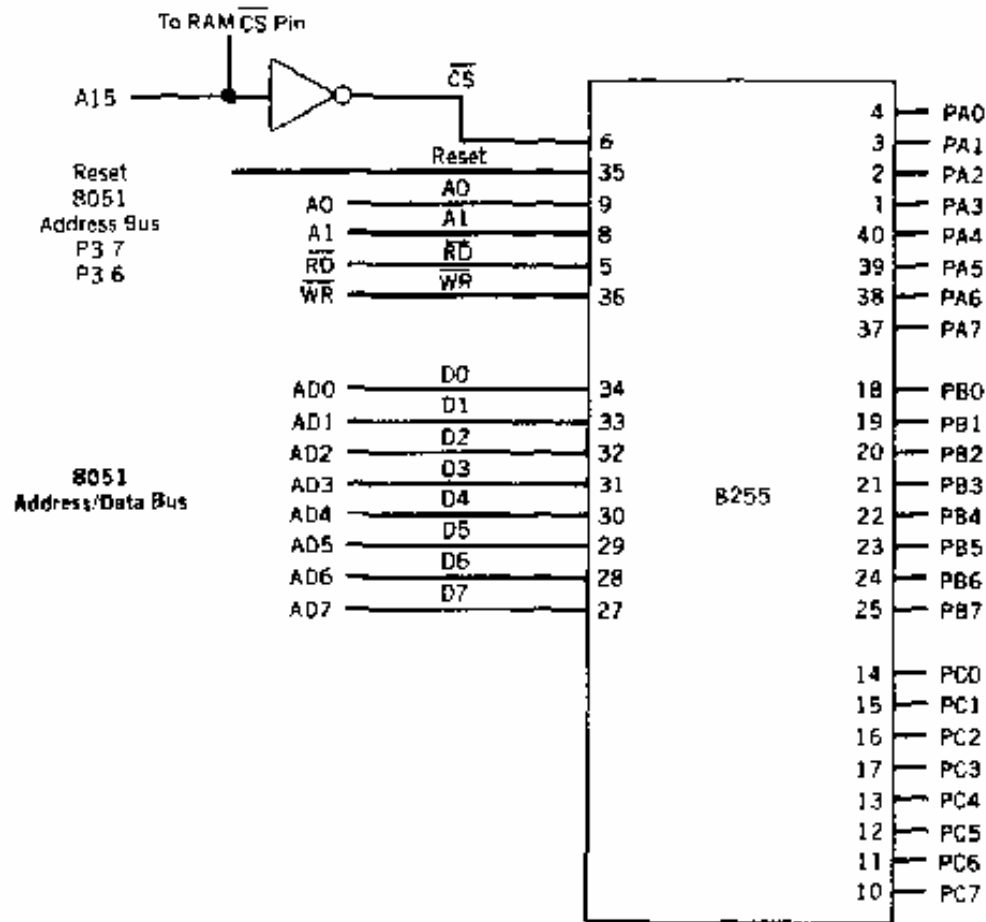 To RAM CS Pin
A15
CS
4 PA0
6
3 PA1
Reset
Reset
35
2 PA2
8051
A0
A0
9
1 PA3
Address Bus
A1
A1
8
40 PA4
P3 7
RD
RD
5
39 PA5
P3 6
WR
WR
36
38 PA6
37 PA7
AD0
D0
34
18 PB0
AD1
D1
33
19 PB1
AD2
D2
32
20 PB2
8051
Address/Data Bus
AD3
D3
31
8255
21 PB3
AD4
D4
30
22 PB4
AD5
D5
29
23 PB5
AD6
D6
28
24 PB6
AD7
D7
27
25 PB7
14 PC0
15 PC1
16 PC2
17 PC3
13 PC4
12 PC5
11 PC6
10 PC7